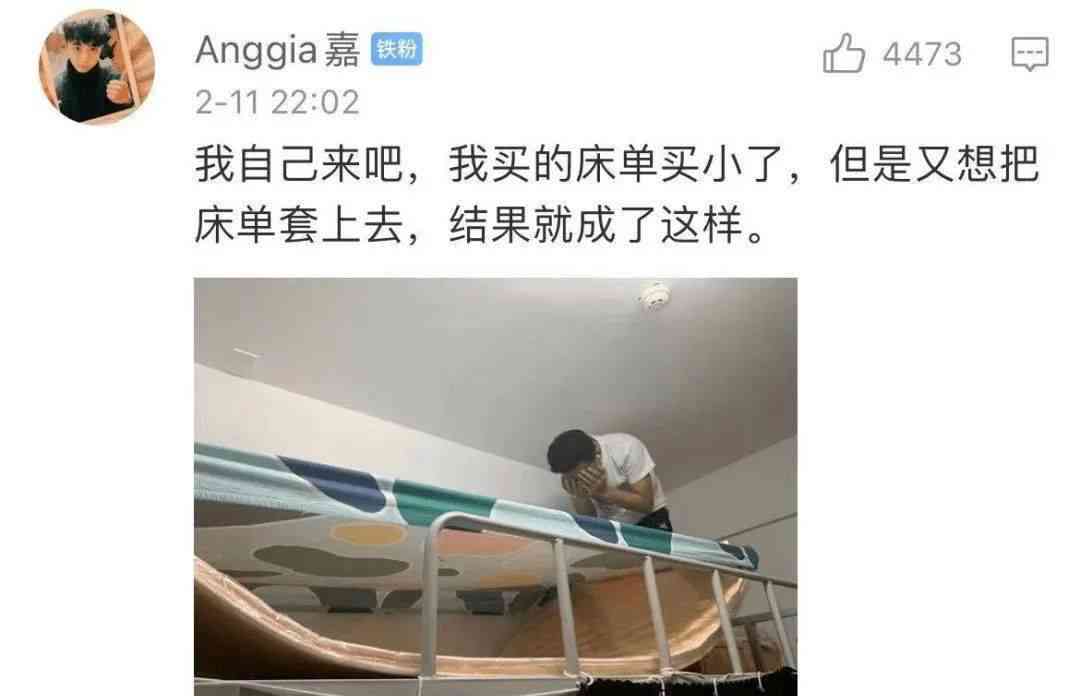 Anggia嘉 铁粉
4473
2-11 22:02
我自己来吧，我买的床单买小了，但是又想把
床单套上去，结果就成了这样。